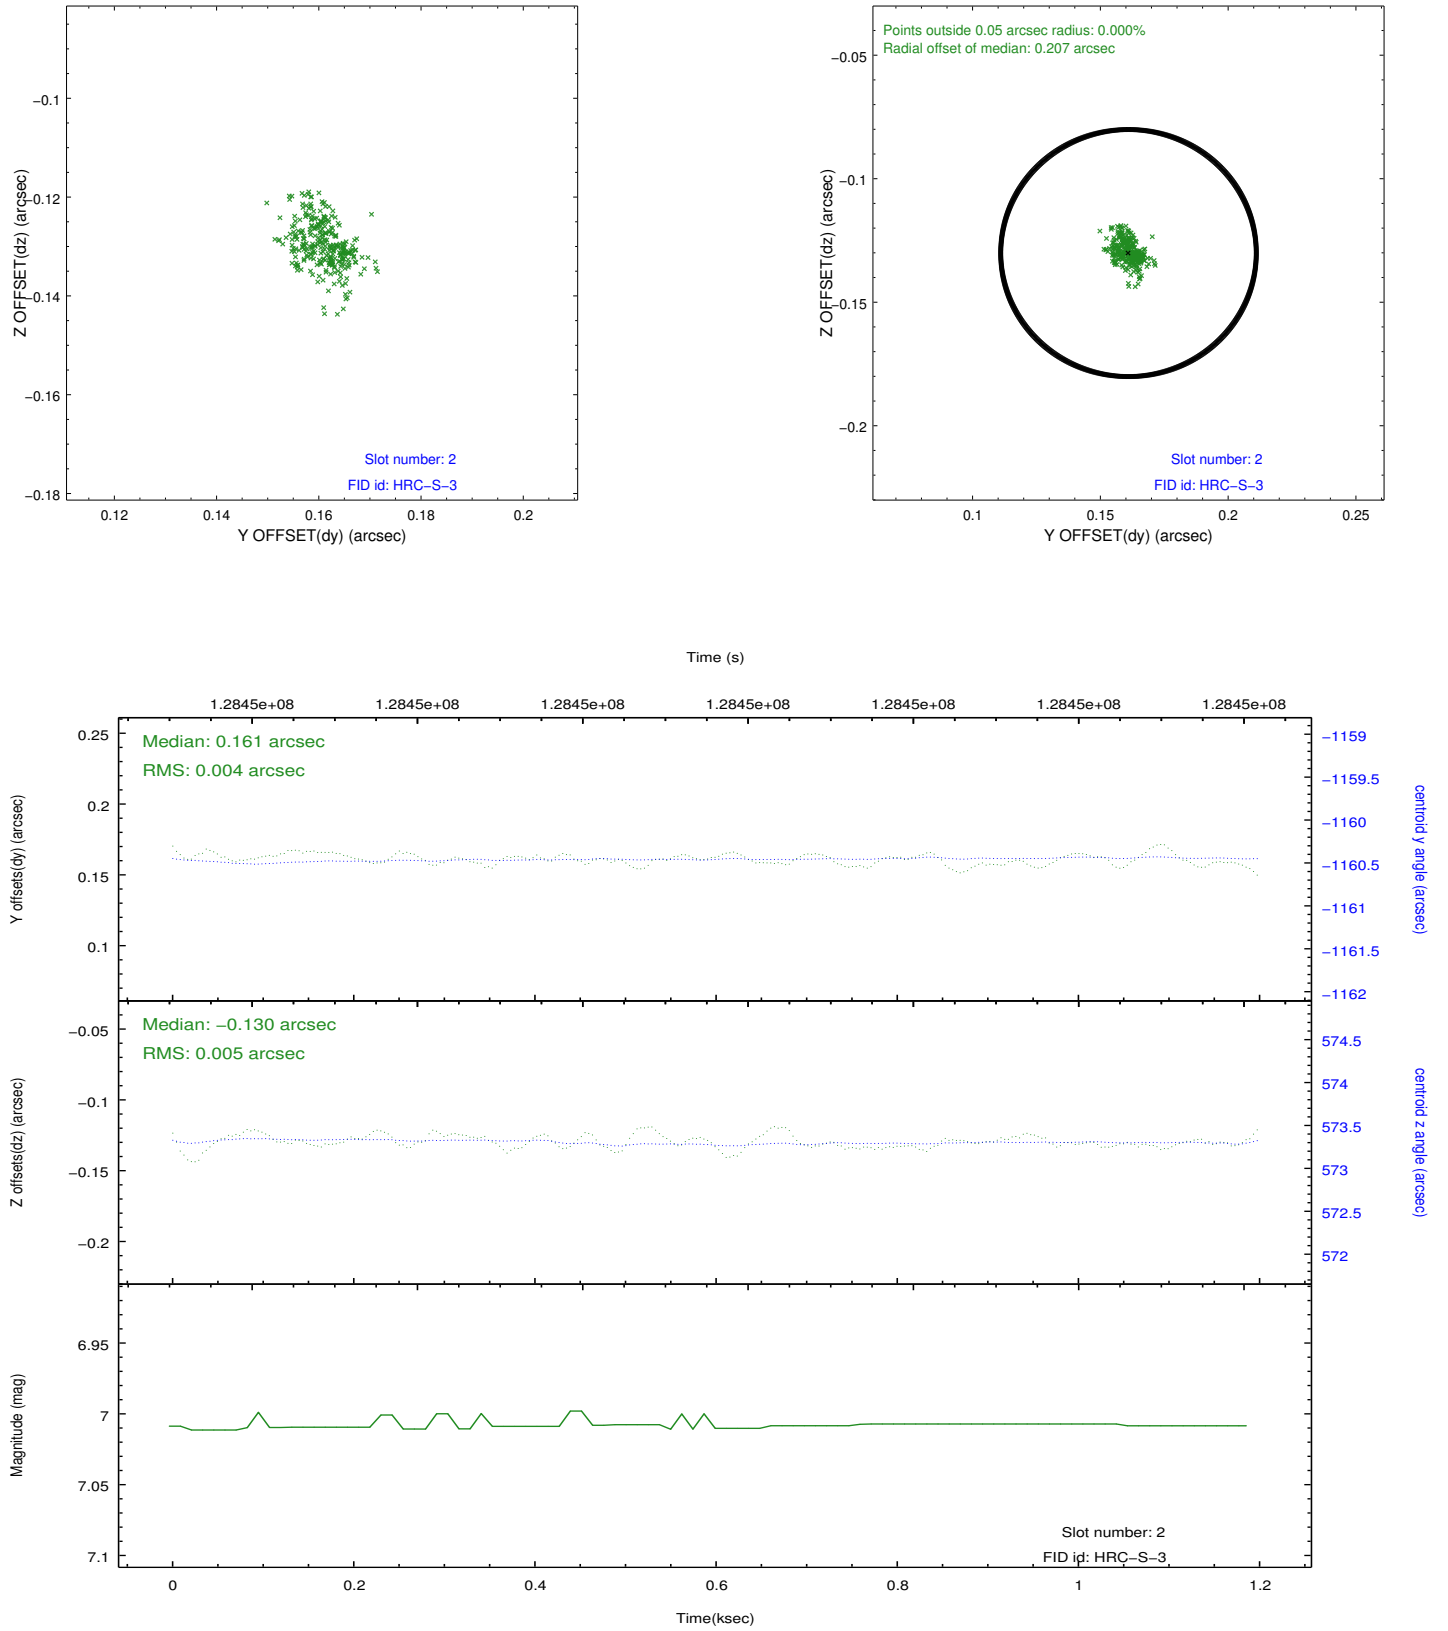 −0.1
−0.12
−0.14
−0.16
−0.18
Z OFFSET(dz) (arcsec)
Slot number: 2
FID id: HRC−S−3
0.12
0.14
0.16
0.18
0.2
Y OFFSET(dy) (arcsec)
Points outside 0.05 arcsec radius: 0.000%
Radial offset of median: 0.207 arcsec
−0.05
−0.1
−0.15
−0.2
Z OFFSET(dz) (arcsec)
Slot number: 2
FID id: HRC−S−3
0.1
0.15
0.2
0.25
Y OFFSET(dy) (arcsec)
Time (s)
1.2845e+08
1.2845e+08
1.2845e+08
1.2845e+08
1.2845e+08
1.2845e+08
1.2845e+08
Median: 0.161 arcsec
RMS: 0.004 arcsec
0.25
0.2
0.15
0.1
Y offsets(dy) (arcsec)
−1159
−1159.5
−1160
−1160.5
−1161
−1161.5
−1162
centroid y angle (arcsec)
Median: −0.130 arcsec
RMS: 0.005 arcsec
−0.05
−0.1
−0.15
−0.2
Z offsets(dz) (arcsec)
574.5
574
573.5
573
572.5
572
centroid z angle (arcsec)
6.95
7
7.05
7.1
Magnitude (mag)
Slot number: 2
FID id: HRC−S−3
0
0.2
0.4
0.6
0.8
1
1.2
Time(ksec)